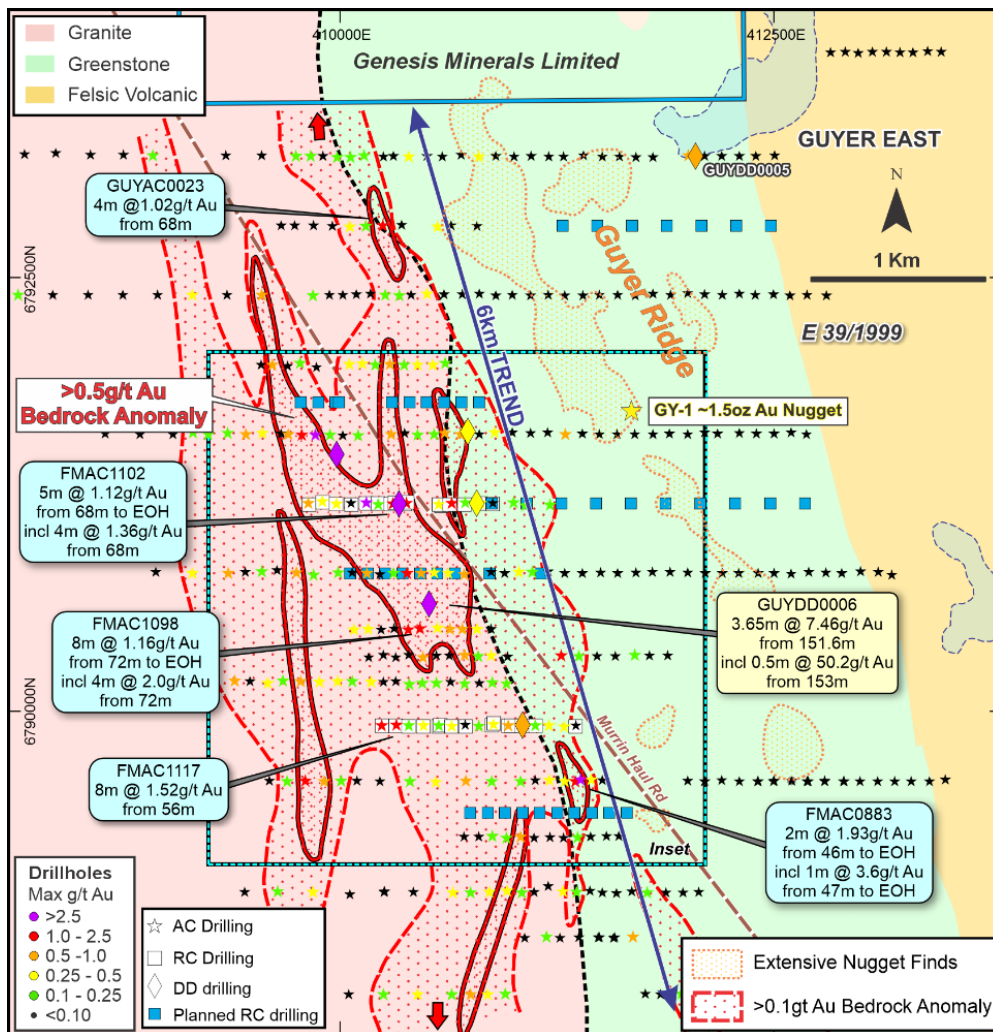 Granite
Greenstone
Felsic Volcanic
410000E
412500E
Genesis Minerals Limited
GUYER EAST
GUYDD0005
N
1 Km
E 39/1999
6792500N
6790000N
GUYAC0023
4m @1.02g/t Au
from 68m
Guyer Ridge
6km TREND
>0.5g/t Au
Bedrock Anomaly
GY-1 ~1.5oz Au Nugget
FMAC1102
5m @ 1.12g/t Au
from 68m to EOH
incl 4m @ 1.36g/t Au
from 68m
FMAC1098
8m @ 1.16g/t Au
from 72m to EOH
incl 4m @ 2.0g/t Au
from 72m
GUYDD0006
3.65m @ 7.46g/t Au
from 151.6m
incl 0.5m @ 50.2g/t Au
from 153m
Murrin Haul Rd
FMAC1117
8m @ 1.52g/t Au
from 56m
FMAC0883
2m @ 1.93g/t Au
from 46m to EOH
incl 1m @ 3.6g/t Au
from 47m to EOH
Inset
Drillholes
Max g/t Au
>2.5
1.0 - 2.5
0.5 -1.0
0.25 - 0.5
0.1 - 0.25
<0.10
AC Drilling
RC Drilling
DD drilling
Planned RC drilling
Extensive Nugget Finds
>0.1gt Au Bedrock Anomaly